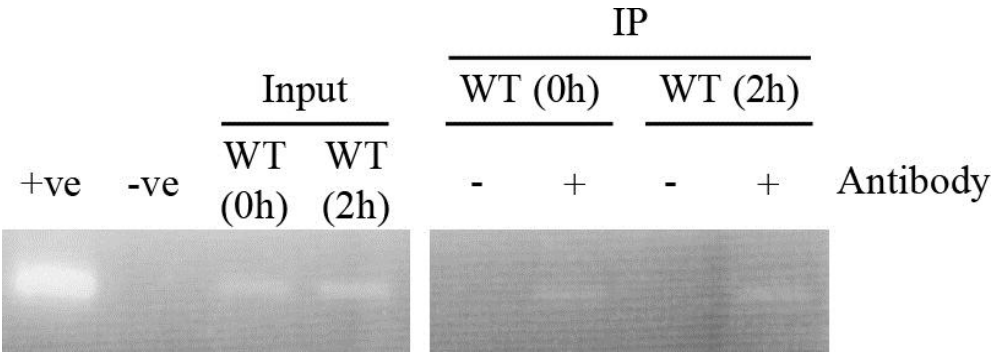 IP
Input
WT (0h)
WT (2h)
+ve
-ve
WT
(0h)
WT
(2h)
-
+
-
+
Antibody